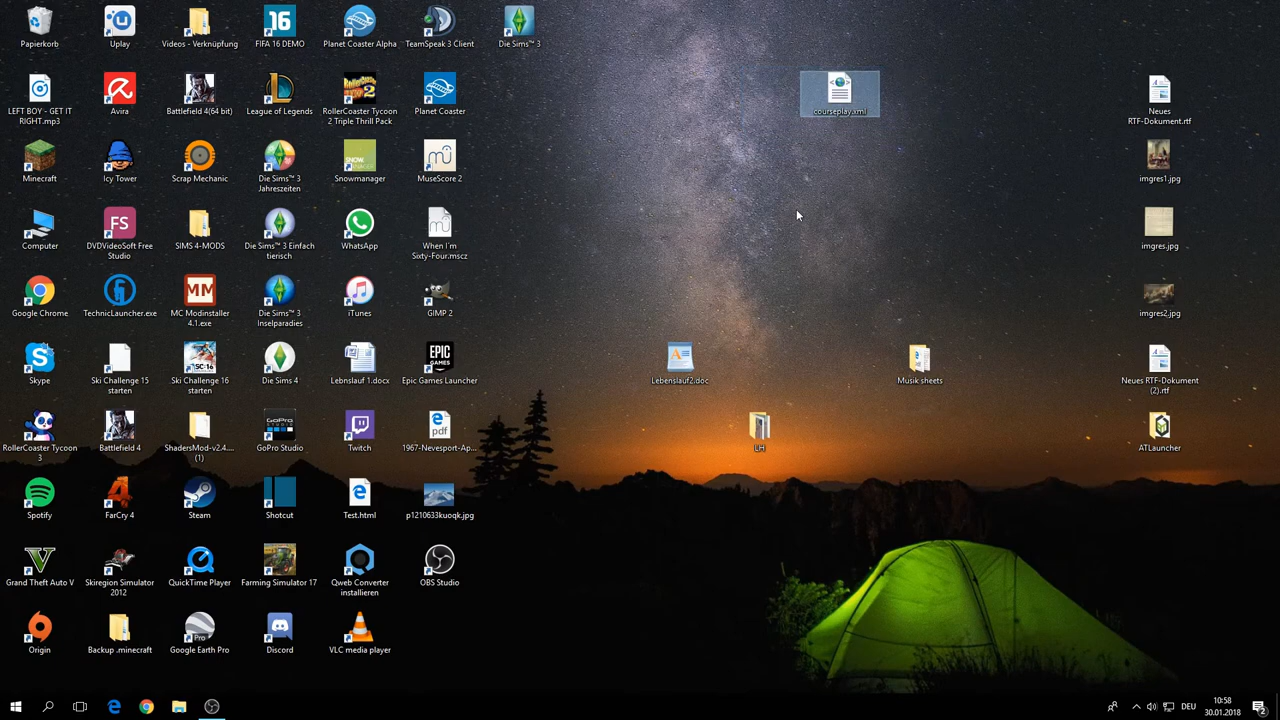 Papierkorb
Uplay
Videos - Verknüpfung
FIFA 16 DEMO
Planet Coaster Alpha
TeamSpeak 3 Client
Die Sims™ 3
LEFT BOY - GET IT
RIGHT.mp3
Avira
Battlefield 4(64 bit)
League of Legends
RollerCoaster Tycoon
2 Triple Thrill Pack
Planet Coaster
courseplay.xml
Neues
RTF-Dokument.rtf
Minecraft
Icy Tower
Scrap Mechanic
Die Sims™ 3
Jahreszeiten
Snowmanager
MuseScore 2
imgres1.jpg
Computer
DVDVideoSoft Free
Studio
SIMS 4-MODS
Die Sims™ 3 Einfach
tierisch
WhatsApp
When I´m
Sixty-Four.mscz
imgres.jpg
Google Chrome
TechnicLauncher.exe
MC Modinstaller
4.1.exe
Die Sims™ 3
Inselparadies
iTunes
GIMP 2
imgres2.jpg
Skype
Ski Challenge 15
starten
Ski Challenge 16
starten
Die Sims 4
Lebnslauf 1.docx
Epic Games Launcher
Lebenslauf2.doc
Musik sheets
Neues RTF-Dokument
(2).rtf
RollerCoaster Tycoon
3
Battlefield 4
ShadersMod-v2.4....
(1)
GoPro Studio
Twitch
1967-Nevesport-Ap...
LH
ATLauncher
Spotify
FarCry 4
Steam
Shotcut
Test.html
p1210633kuoqk.jpg
Grand Theft Auto V
Skiregion Simulator
2012
QuickTime Player
Farming Simulator 17
Qweb Converter
installieren
OBS Studio
Origin
Backup .minecraft
Google Earth Pro
Discord
VLC media player
DEU
10:58
30.01.2018
2